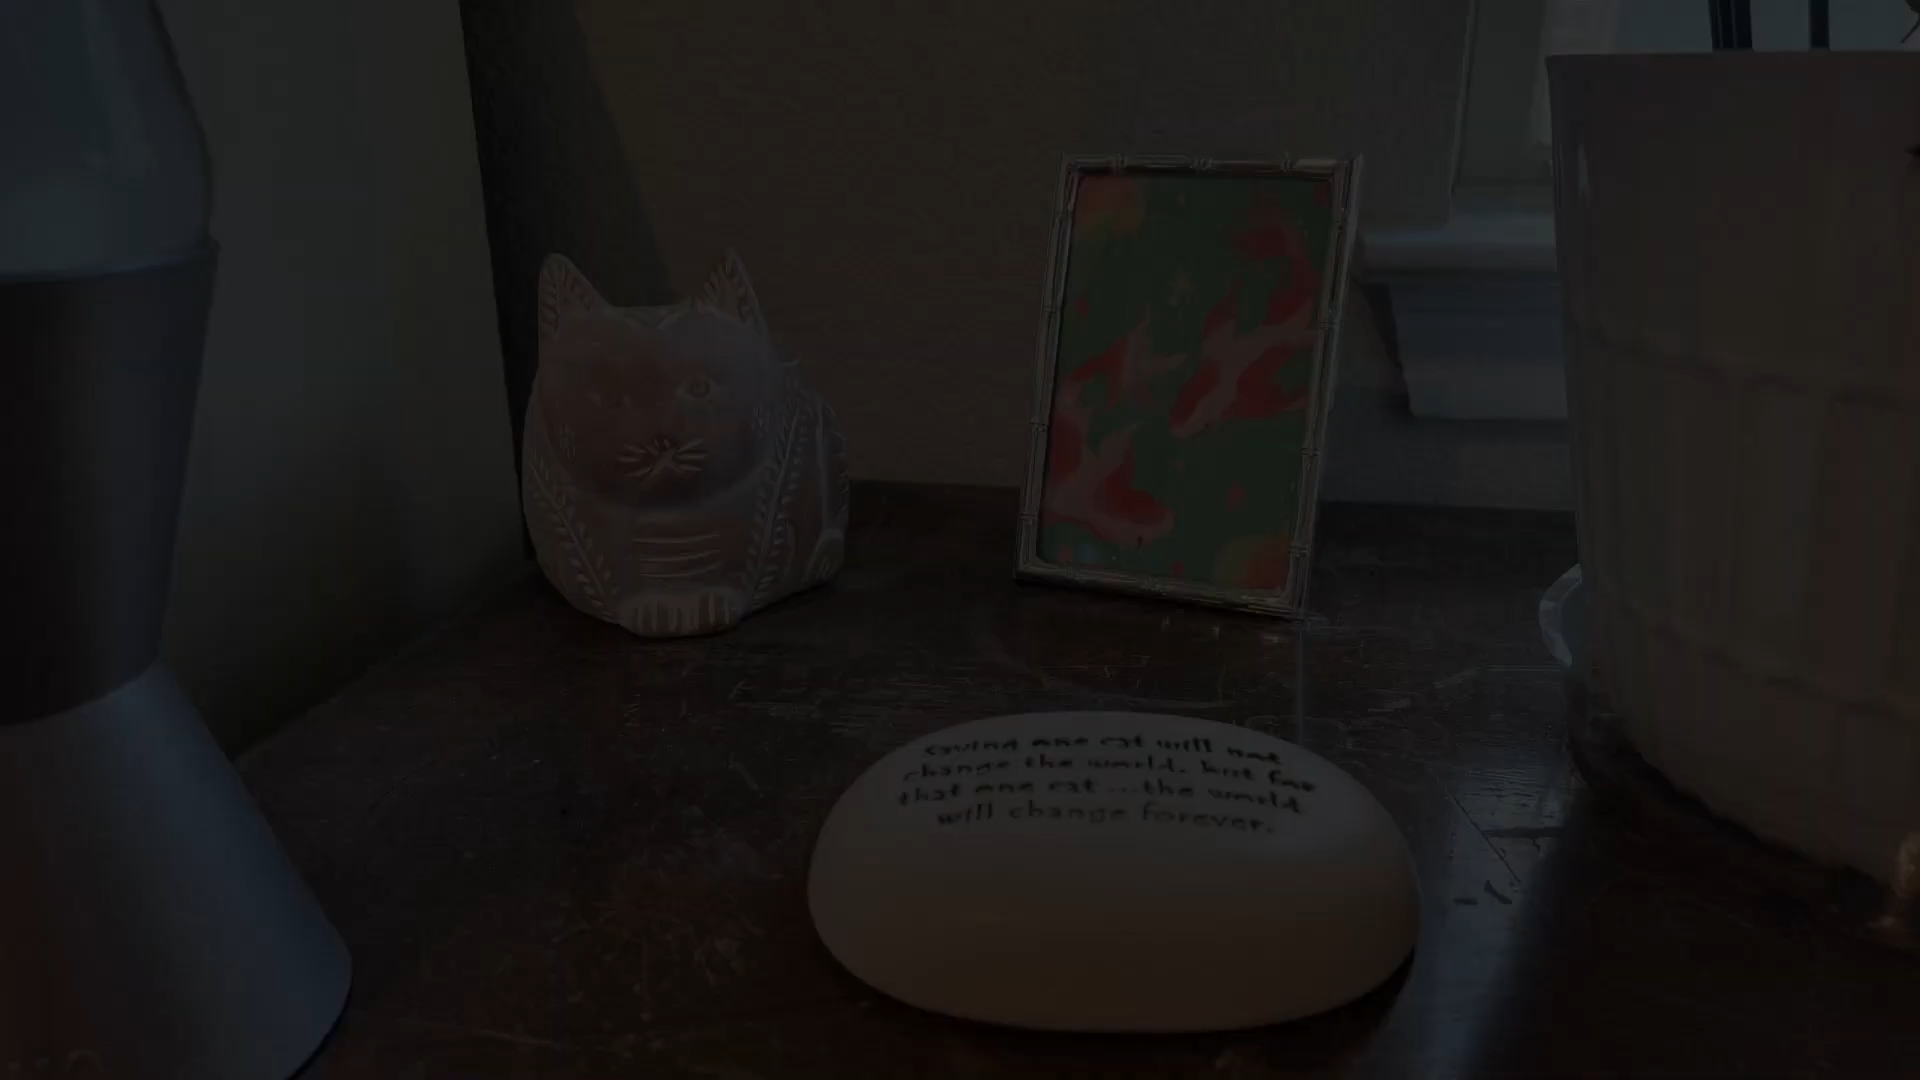 saving one cat will not
change the world, but for
that one cat ... the world
will change forever.